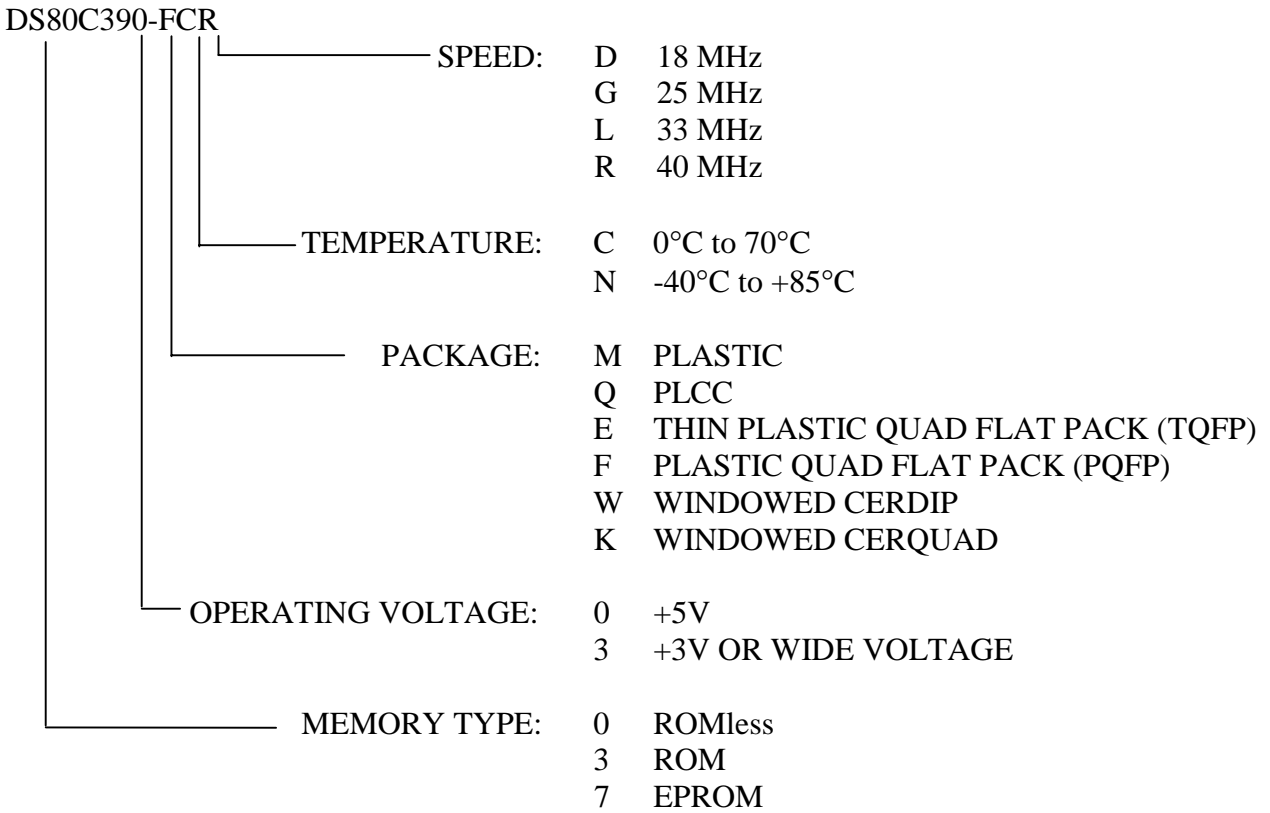 DS80C390-FCR
SPEED: D 18 MHz
G 25 MHz
L 33 MHz
R 40 MHz
TEMPERATURE: C 0°C to 70°C
N -40°C to +85°C
PACKAGE: M PLASTIC
Q PLCC
E THIN PLASTIC QUAD FLAT PACK (TQFP)
F PLASTIC QUAD FLAT PACK (PQFP)
W WINDOWED CERDIP
K WINDOWED CERQUAD
OPERATING VOLTAGE: 0 +5V
3 +3V OR WIDE VOLTAGE
MEMORY TYPE: 0 ROMless
3 ROM
7 EPROM